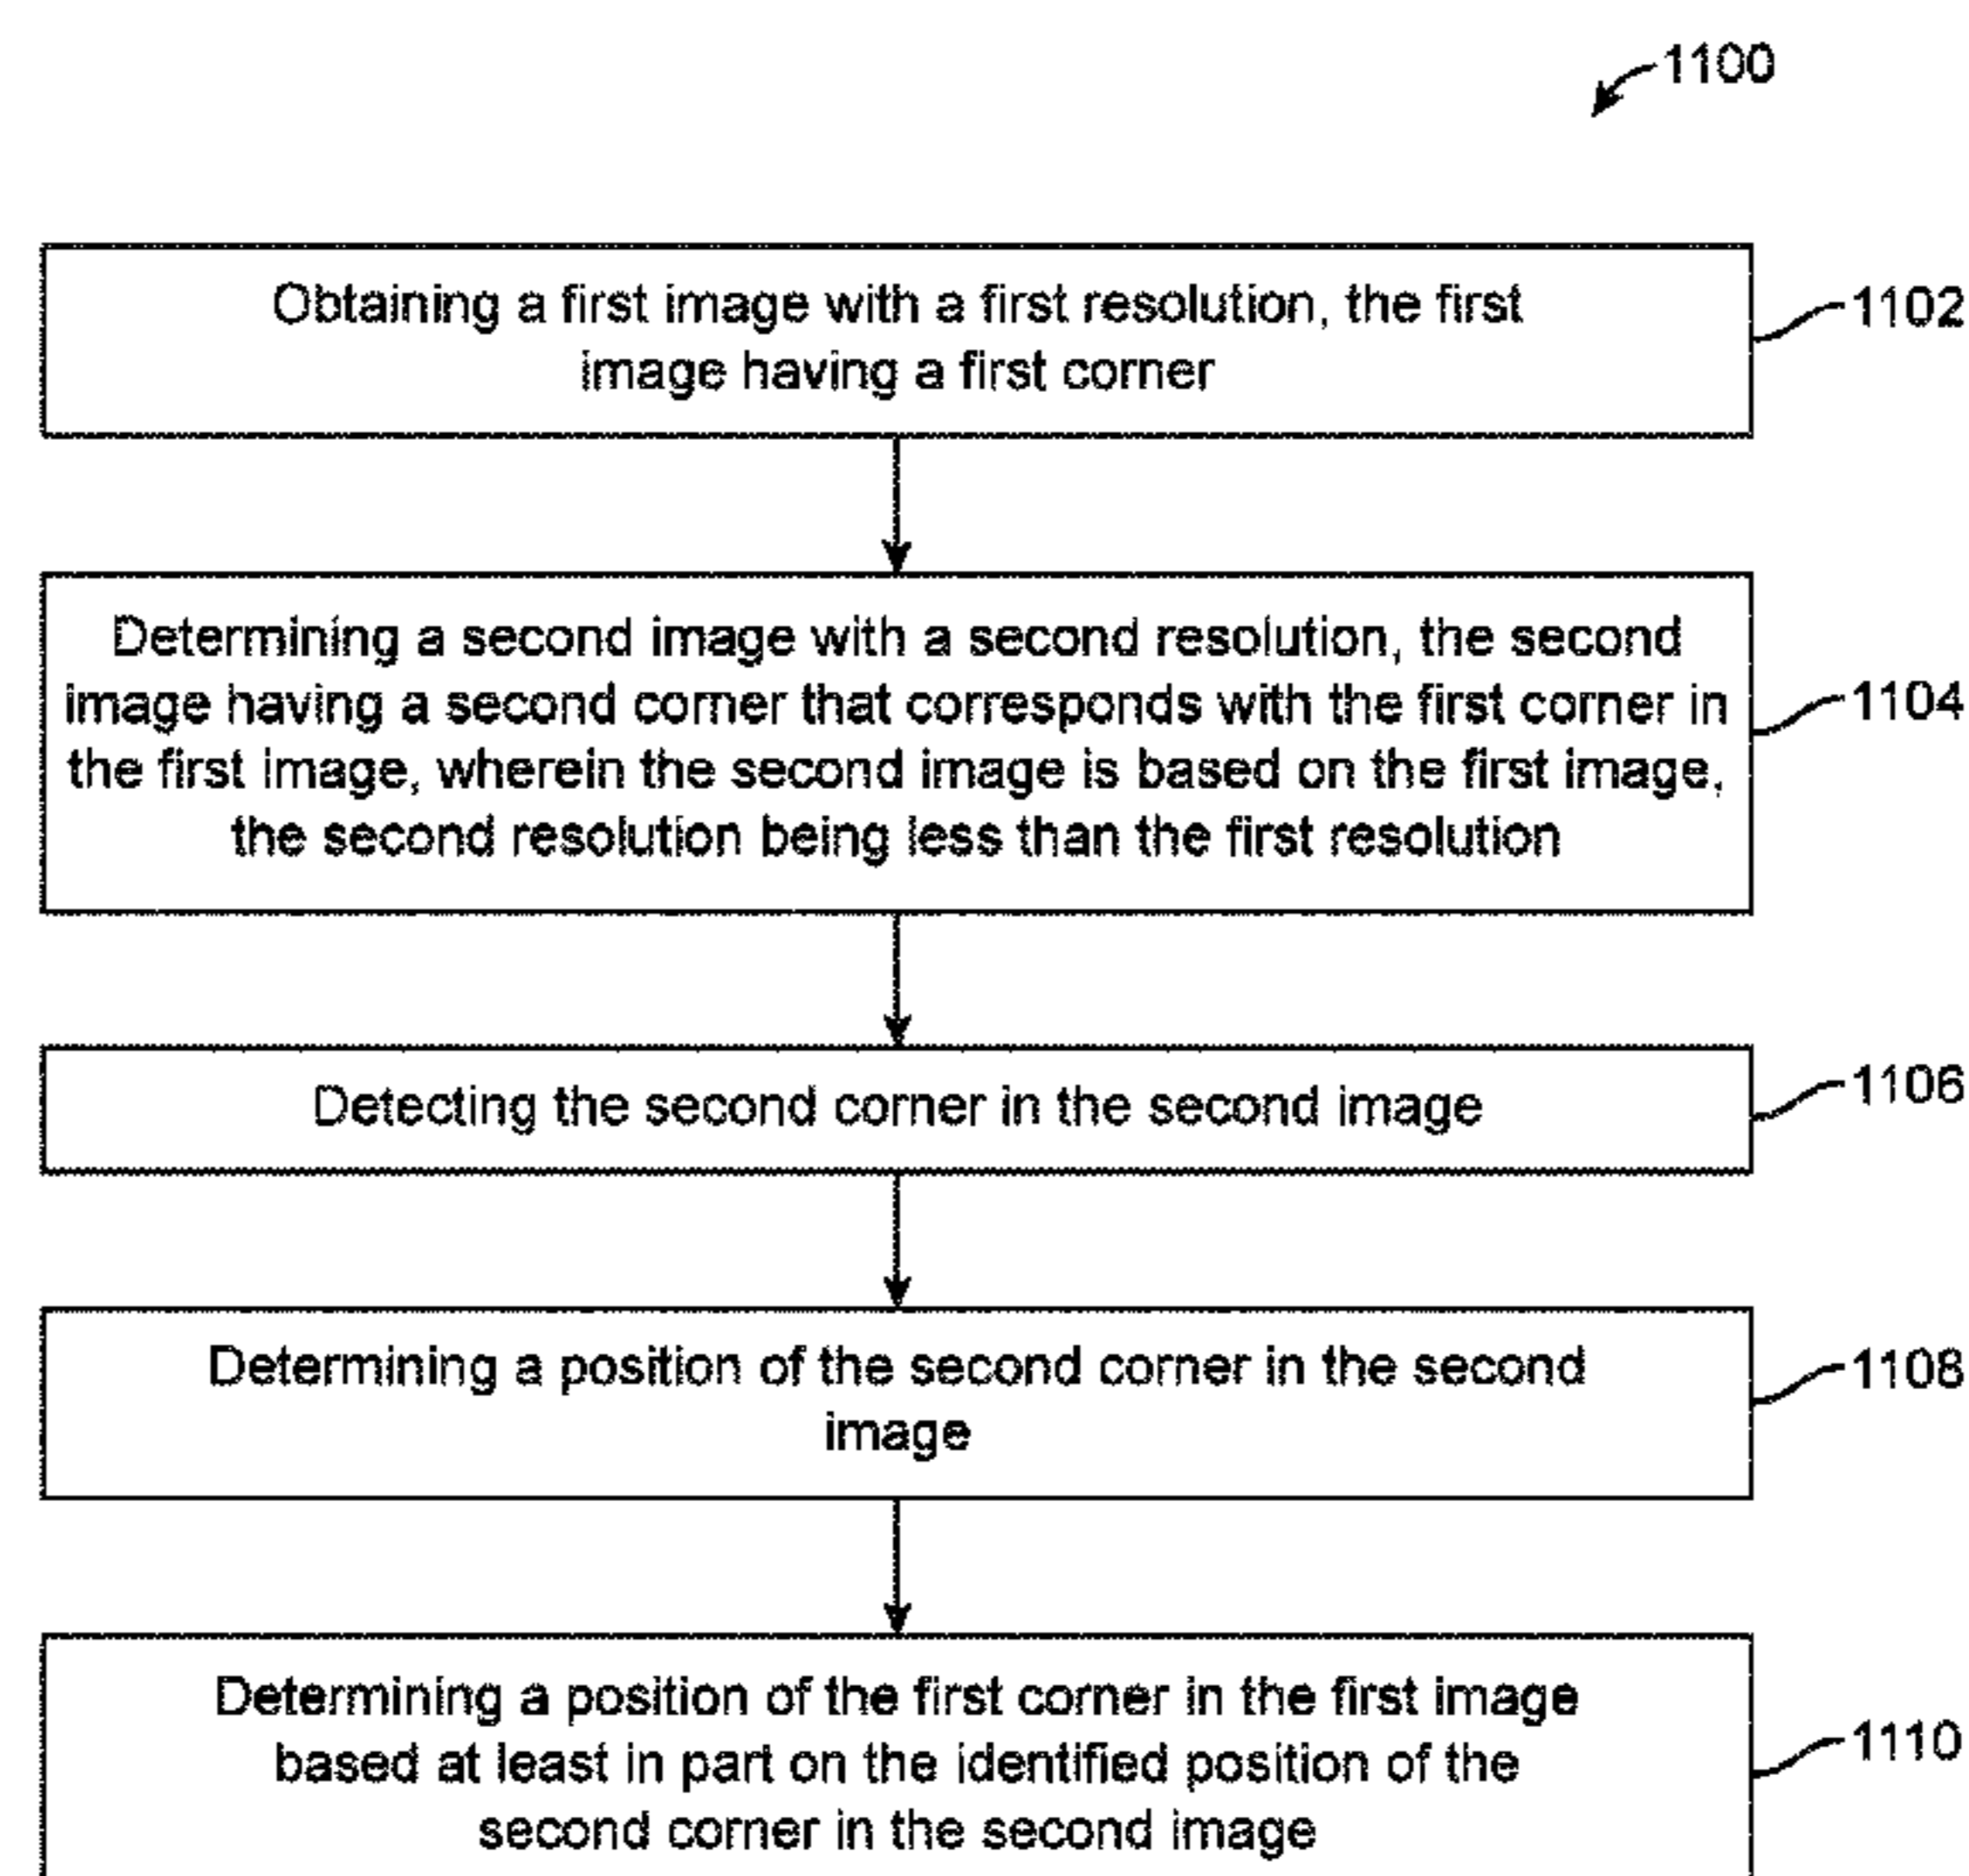 1100
Obtaining a first image with a first resolution, the first
image having a first corner
1102
Determining a second image with a second resolution, the second
image having a second corner that corresponds with the first corner in
the first image, wherein the second image is based on the first image,
the second resolution being less than the first resolution
1104
Detecting the second corner in the second image
1106
Determining a position of the second corner in the second
image
1108
Determining a position of the first corner in the first image
based at least in part on the identified position of the
second corner in the second image
1110